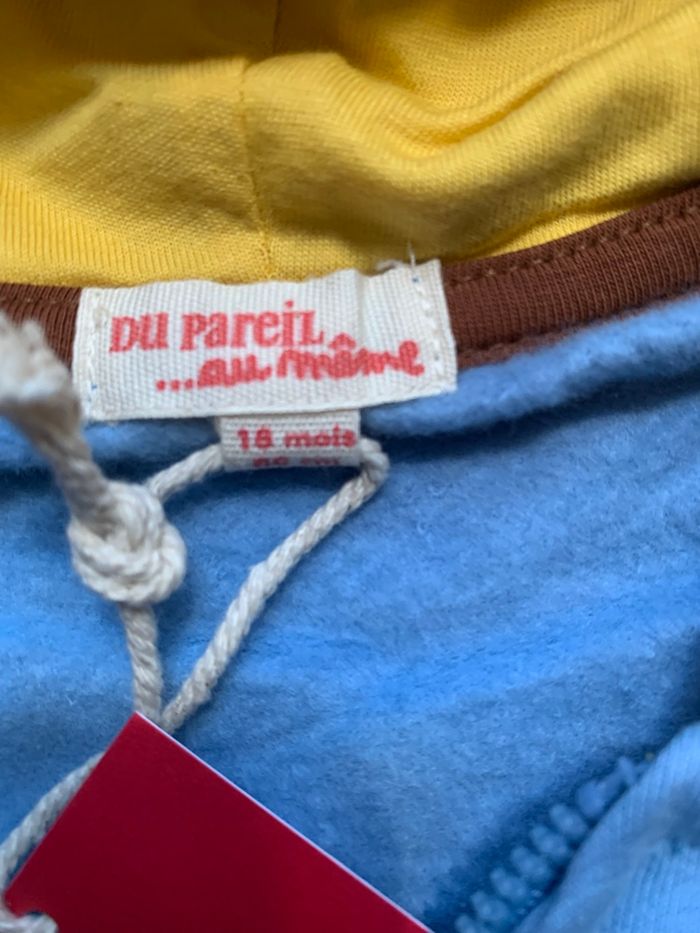 DU PAREIL
...au même
18 mois